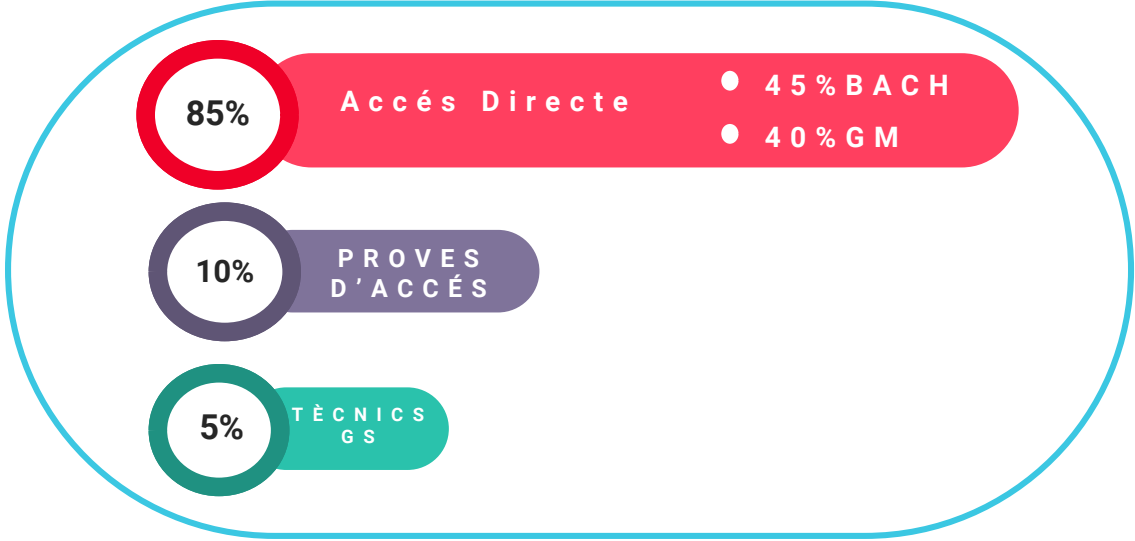 85%
Accés Directe
45%BACH
40%GM
10%
PROVES
D’ACCÉS
5%
TÈCNICS
GS